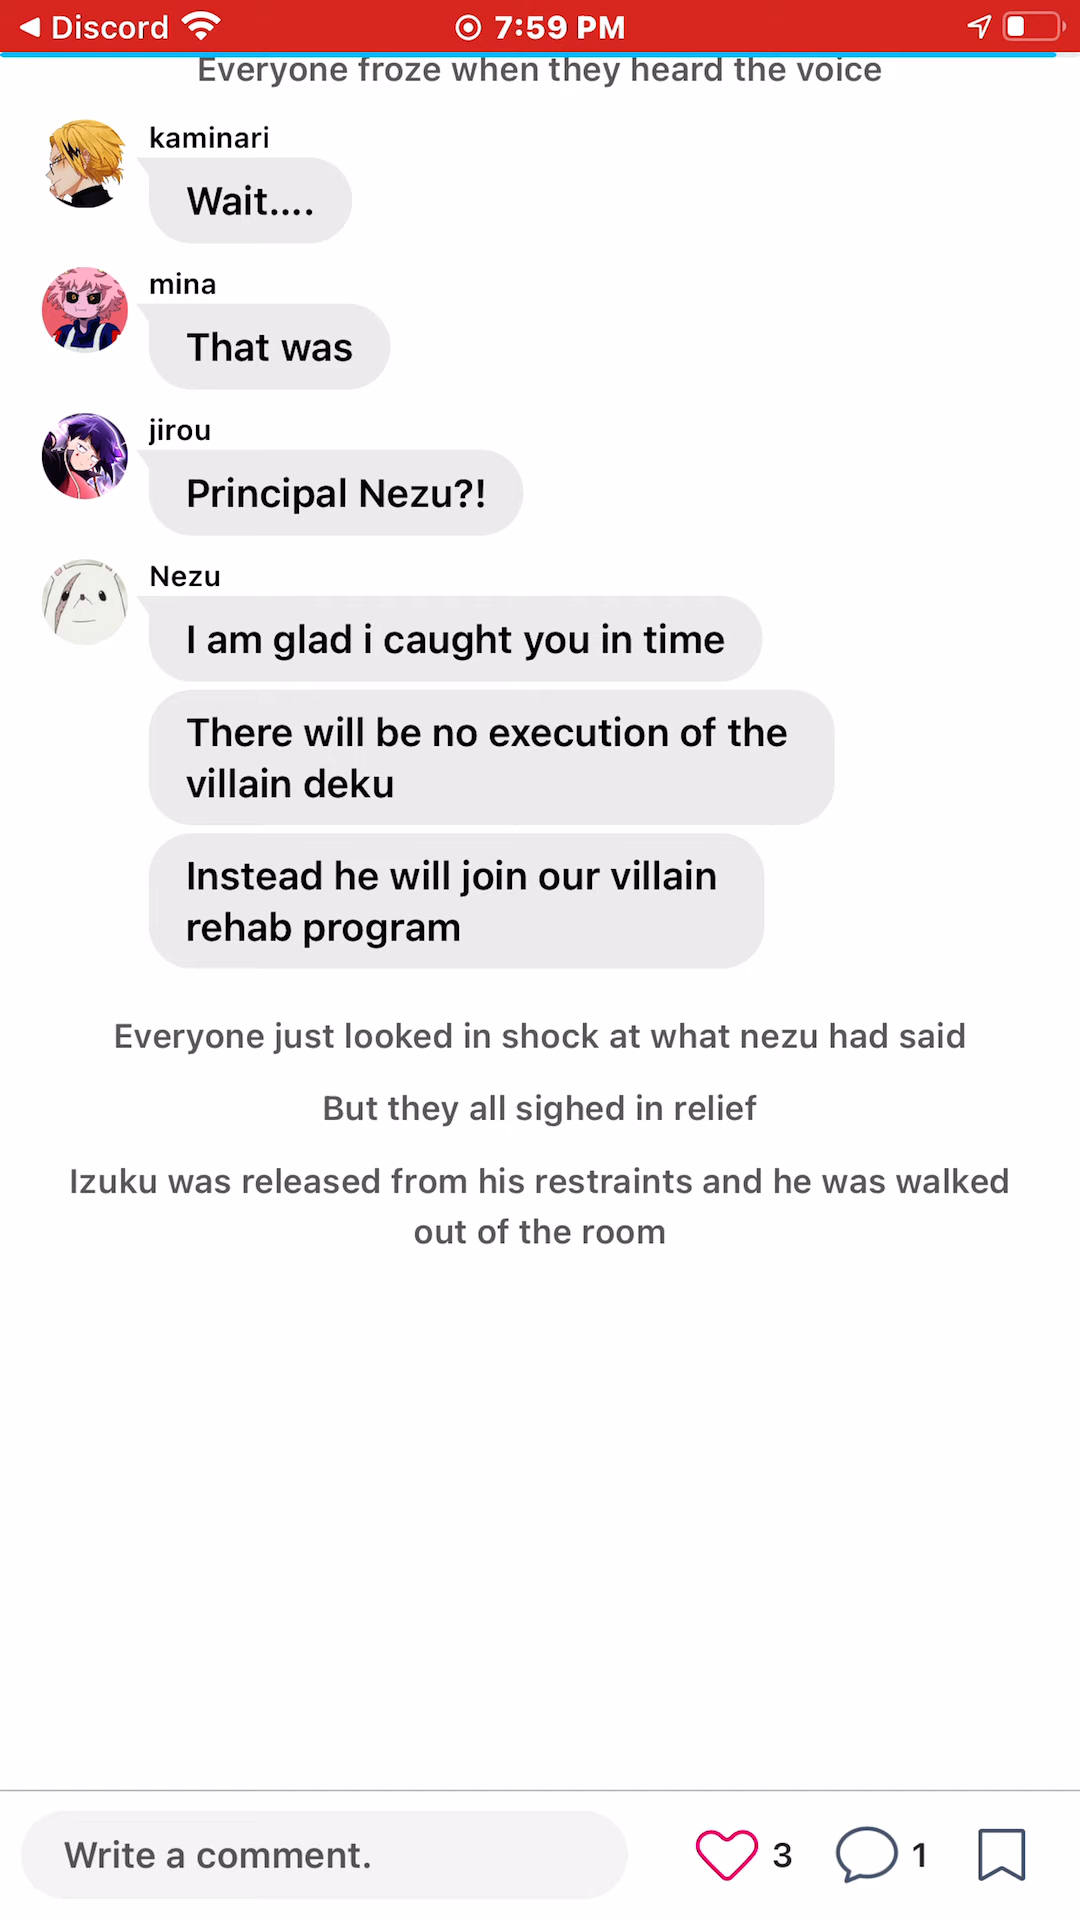 Discord
7:59 PM
Everyone froze when they heard the voice
kaminari
Wait....
mina
That was
jirou
Principal Nezu?!
Nezu
I am glad i caught you in time
There will be no execution of the
villain deku
Instead he will join our villain
rehab program
Everyone just looked in shock at what nezu had said
But they all sighed in relief
Izuku was released from his restraints and he was walked
out of the room
Write a comment.
3
1